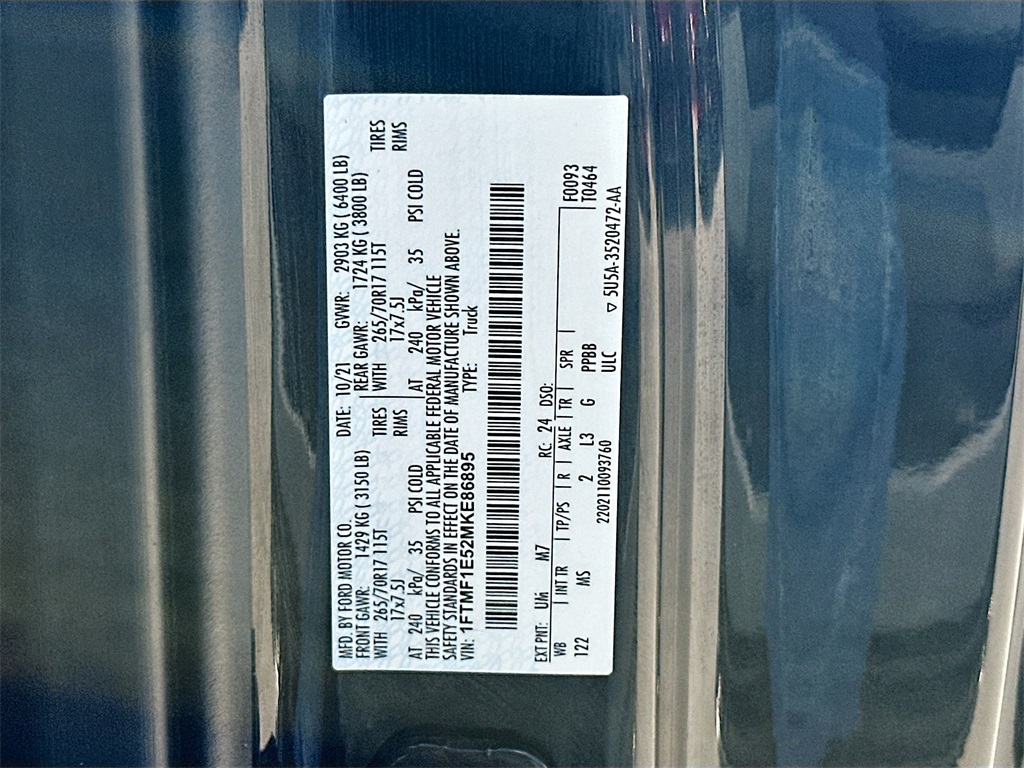 MFD. BY FORD MOTOR CO. DATE: 10/21 GVWR: 2903 KG ( 6400 LB)
FRONT GAWR: 1429 KG ( 3150 LB) REAR GAWR: 1724 KG ( 3800 LB)
WITH 265/70R17 115T TIRES WITH 265/70R17 115T TIRES
17x7.5J RIMS 17x7.5J RIMS
AT 240 kPa/ 35 PSI COLD AT 240 kPa/ 35 PSI COLD
THIS VEHICLE CONFORMS TO ALL APPLICABLE FEDERAL MOTOR VEHICLE
SAFETY STANDARDS IN EFFECT ON THE DATE OF MANUFACTURE SHOWN ABOVE.
VIN: 1FTMF1E52MKE86895 TYPE: Truck
EXT PNT: UM M7 RC: 24 DSO: F0093
WB INT TR TP/PS R AXLE TR SPR T0464
122 MS 2 L3 G PPBB
ULC
2202110093760 ▽ 5U5A-3520472-AA